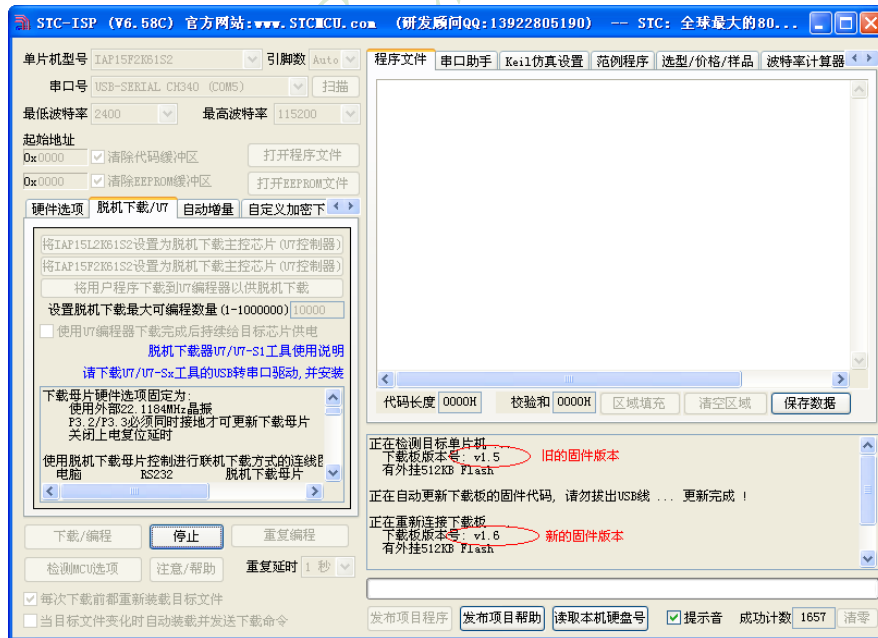 STC-ISP (V6.58C) 官方网站:www.STCMCU.com (研发顾问QQ:13922805190) -- STC: 全球最大的80...
单片机型号 IAP15F2K61S2 引脚数 Auto
串口号 USB-SERIAL CH340 (COM5) 扫描
最低波特率 2400 最高波特率 115200
起始地址
0x0000 清除代码缓冲区 打开程序文件
0x0000 清除EEPROM缓冲区 打开EEPROM文件
硬件选项 脱机下载/U7 自动增量 自定义加密下
将IAP15L2K61S2设置为脱机下载主控芯片(U7控制器)
将IAP15F2K61S2设置为脱机下载主控芯片(U7控制器)
将用户程序下载到U7编程器以供脱机下载
设置脱机下载最大可编程数量(1-1000000) 10000
使用U7编程器下载完成后持续给目标芯片供电
脱机下载器U7/U7-S1工具使用说明
请下载U7/U7-Sx工具的USB转串口驱动,并安装
下载母片硬件选项固定为:
使用外部22.1184MHz晶振
P3.2/P3.3必须同时接地才可更新下载母片
关闭上电复位延时
使用脱机下载母片控制进行联机下载方式的连线
电脑 RS232 脱机下载母片
下载/编程 停止 重复编程
检测MCU选项 注意/帮助 重复延时 1 秒
每次下载前都重新装载目标文件
当目标文件变化时自动装载并发送下载命令
程序文件 串口助手 Keil仿真设置 范例程序 选型/价格/样品 波特率计算器
代码长度 0000H 校验和 0000H 区域填充 清空区域 保存数据
正在检测目标单片机 ...
下载板版本号: v1.5 旧的固件版本
有外挂512KB Flash
正在自动更新下载板的固件代码, 请勿拔出USB线 ... 更新完成 !
正在重新连接下载板
下载板版本号: v1.6 新的固件版本
有外挂512KB Flash
发布项目程序 发布项目帮助 读取本机硬盘号 提示音 成功计数 1657 清零